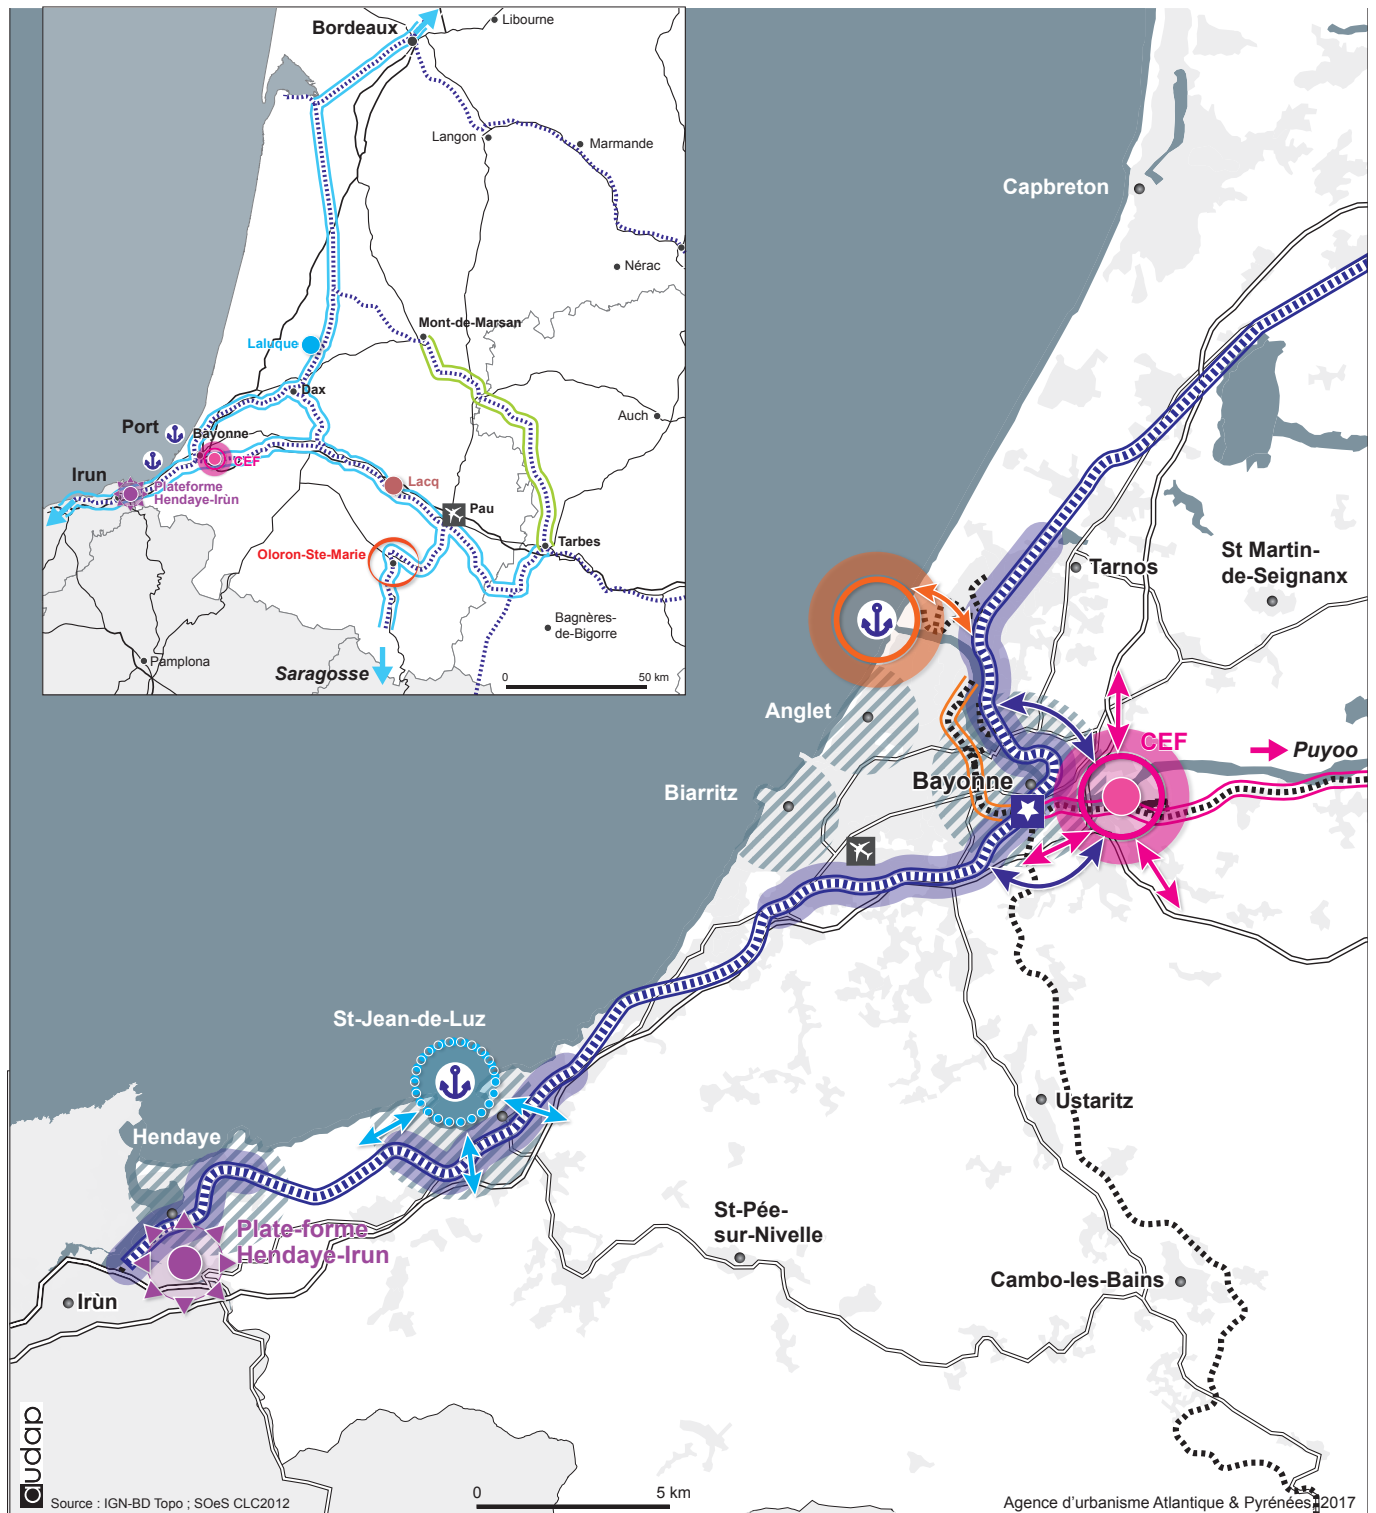 Bordeaux
Libourne
Langon
Marmande
Nérac
Mont-de-Marsan
Laluque
Dax
Auch
Port
Bayonne
CEF
Irun
Plateforme
Hendaye-Irùn
Lacq
Pau
Oloron-Ste-Marie
Tarbes
Bagnères-
de-Bigorre
Pamplona
Saragosse
0
50 km
Capbreton
Tarnos
St Martin-
de-Seignanx
Anglet
CEF
Puyoo
Biarritz
Bayonne
St-Jean-de-Luz
Ustaritz
Hendaye
Plate-forme
Hendaye-Irun
St-Pée-
sur-Nivelle
Cambo-les-Bains
Irùn
audap
Source : IGN-BD Topo ; SOeS CLC2012
0
5 km
Agence d'urbanisme Atlantique & Pyrénées, 2017